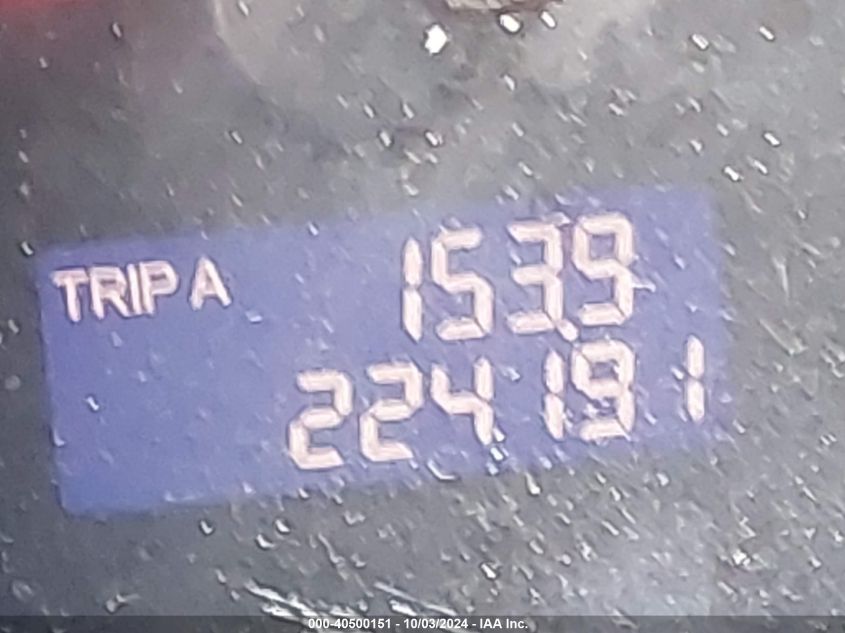 TRIP A 153.9
224191
000-40500151 - 10/03/2024 - IAA Inc.